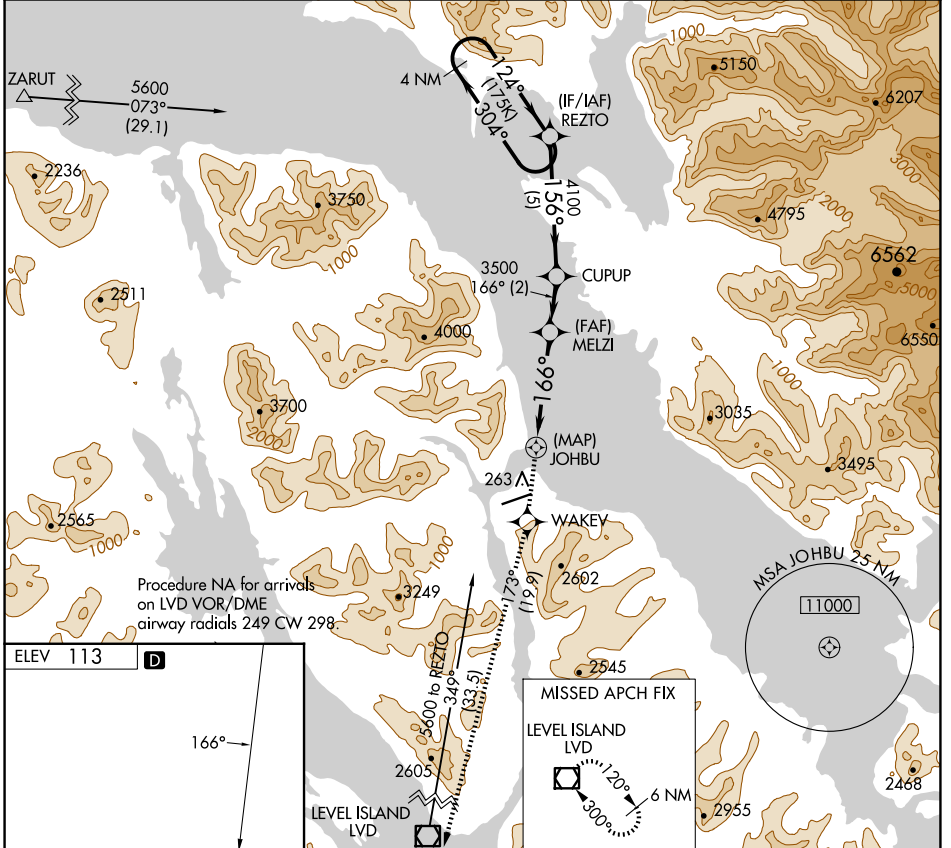 ZARUT
5600
073°
(29.1)
4 NM
124°
(175K)
304°
(IF/IAF)
REZTO
1000
5150
6207
3000
2000
4795
6562
5000
6550
2236
3750
1000
4100
156°
(5)
3500
166° (2)
CUPUP
(FAF)
MELZI
2511
4000
3700
2000
166°
1000
3035
3495
(MAP)
JOHBU
263
WAKEV
2565
1000
1000
3249
2602
Procedure NA for arrivals
on LVD VOR/DME
airway radials 249 CW 298.
173°
(19.9)
5600 to REZTO
349°
(33.5)
2545
2605
LEVEL ISLAND
LVD
MSA JOHBU 25 NM
11000
ELEV 113 D
166°
MISSED APCH FIX
LEVEL ISLAND
LVD
120°
300°
6 NM
2955
2468